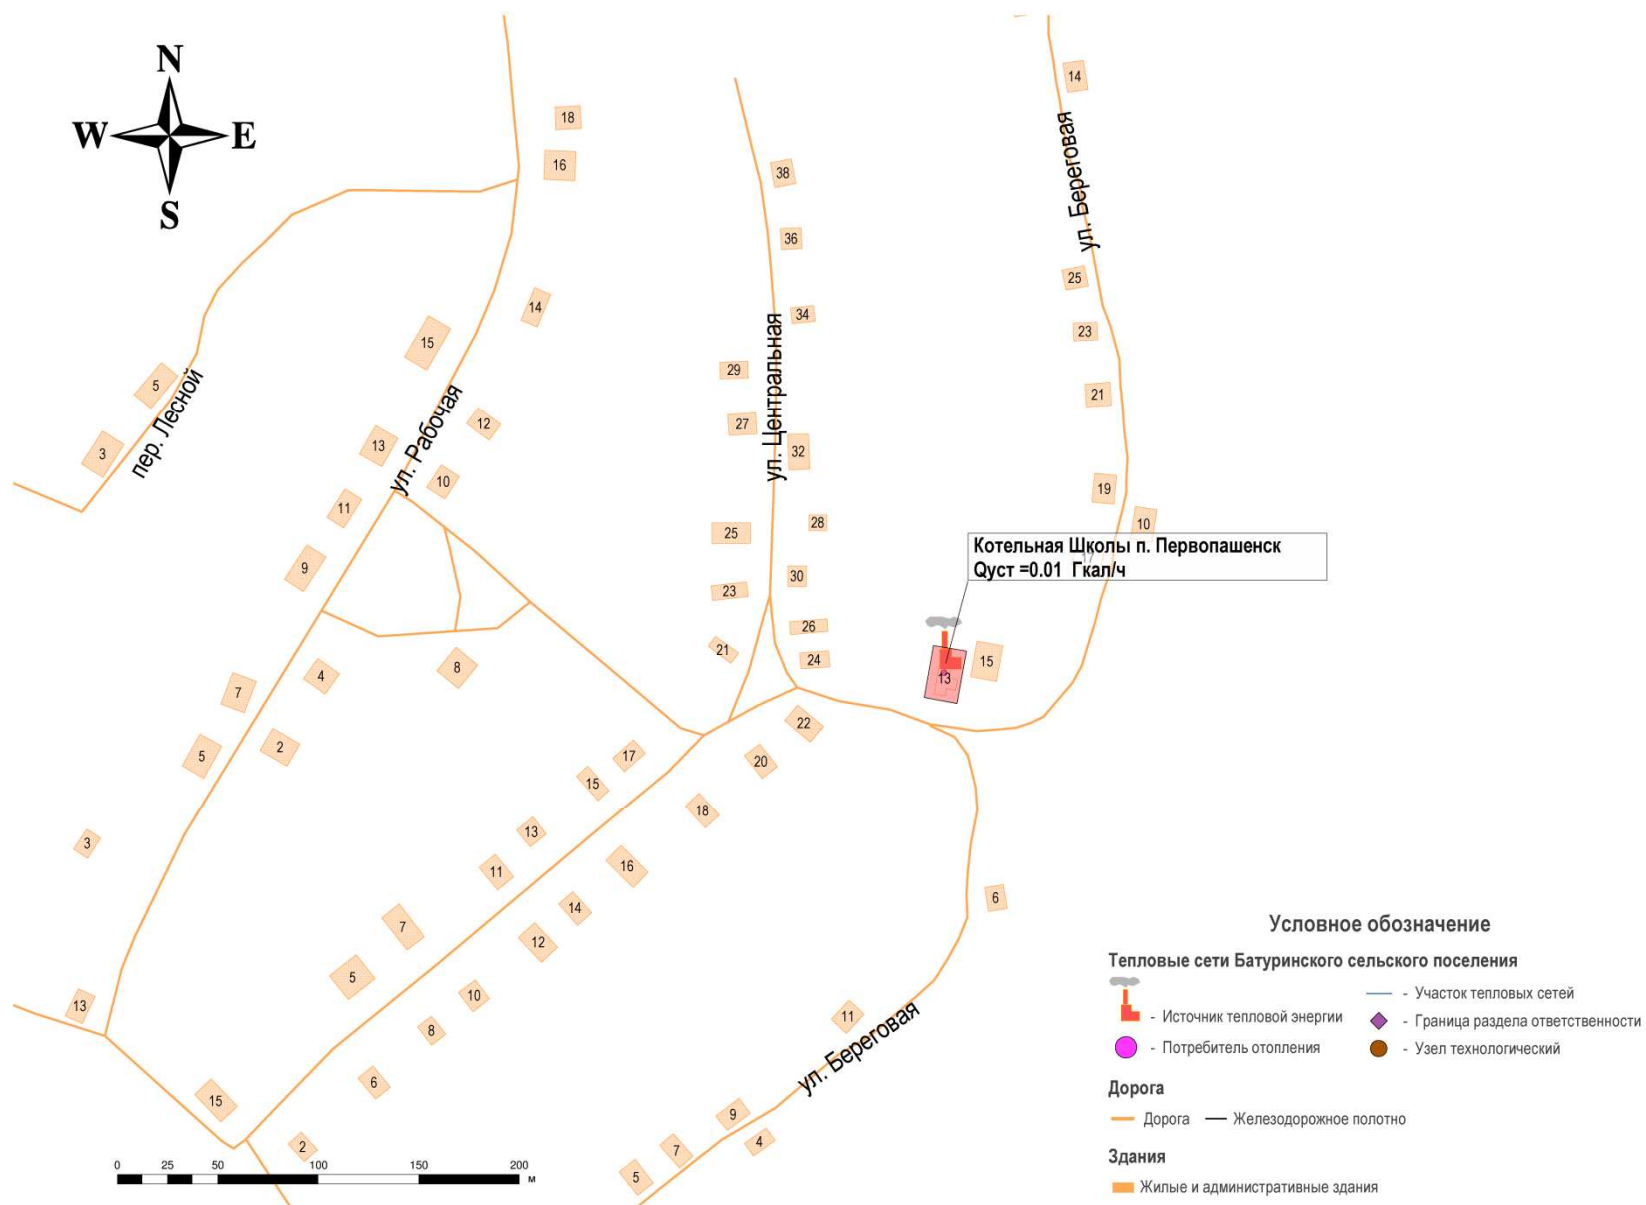 N
W E
S
18
16
14
15
12
13
10
11
9
5
3
пер. Лесной
ул. Рабочая
7
4
8
5
2
3
13
15
38
36
34
29
27
32
ул. Центральная
25
28
30
23
26
21
24
22
20
17
15
18
13
11
16
14
7
12
5
10
8
6
2
14
ул. Береговая
25
23
21
19
10
17
Котельная Школы п. Первопашенск
Qуст =0.01 Гкал/ч
15
13
6
11
ул. Береговая
9
4
7
5
0 25 50 100 150 200
м
Условное обозначение
Тепловые сети Батуринского сельского поселения
- Источник тепловой энергии
- Потребитель отопления
- Участок тепловых сетей
- Граница раздела ответственности
- Узел технологический
Дорога
Дорога
Железодорожное полотно
Здания
Жилые и административные здания